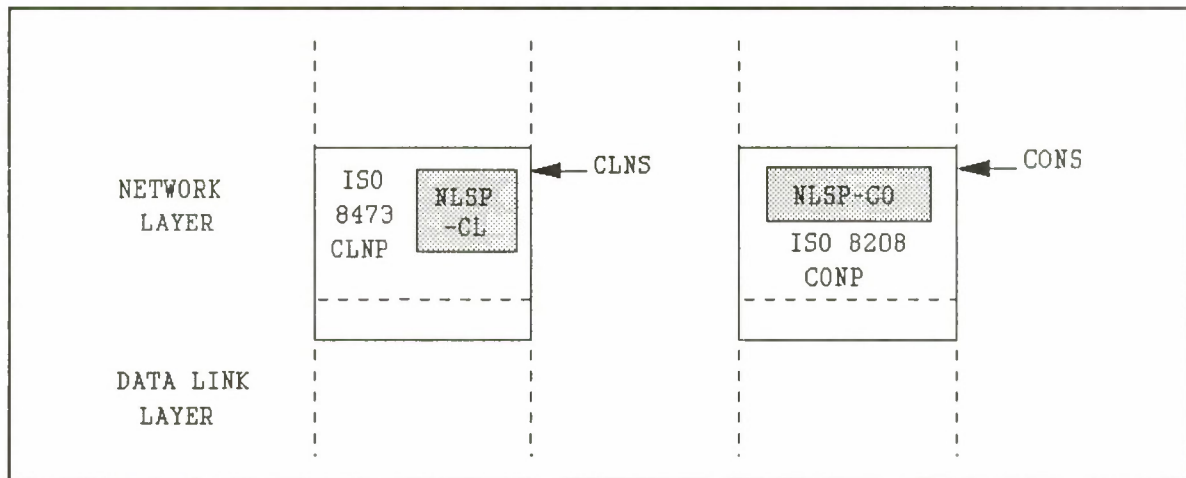 NETWORK
LAYER
ISO
8473
CLNP
NLSP
-CL
CLNS
NLSP-CO
ISO 8208
CONP
CONS
DATA LINK
LAYER